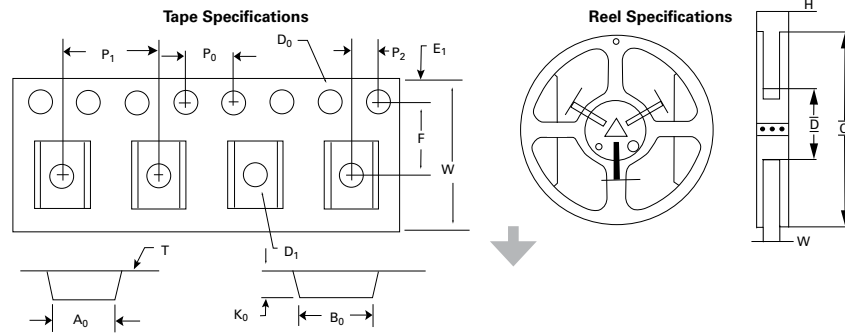 Tape Specifications
Reel Specifications
H
P1
P0
D0
P2
E1
F
W
D
C
D1
T
W
A0
K0
B0